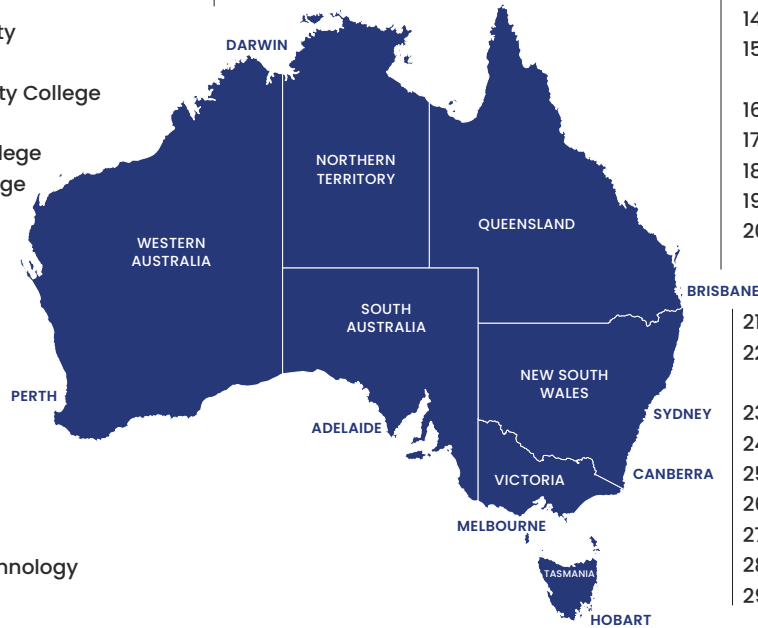 ty
ty College
lege
ge
hnology
DARWIN
NORTHERN
TERRITORY
QUEENSLAND
WESTERN
AUSTRALIA
SOUTH
AUSTRALIA
BRISBANE
NEW SOUTH
WALES
PERTH
SYDNEY
ADELAIDE
CANBERRA
VICTORIA
MELBOURNE
TASMANIA
HOBART
14
15
16
17
18
19
20
21
22
23
24
25
26
27
28
29